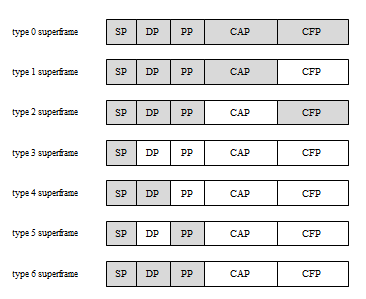 type 0 superframe SP DP PP CAP CFP
type 1 superframe SP DP PP CAP CFP
type 2 superframe SP DP PP CAP CFP
type 3 superframe SP DP PP CAP CFP
type 4 superframe SP DP PP CAP CFP
type 5 superframe SP DP PP CAP CFP
type 6 superframe SP DP PP CAP CFP